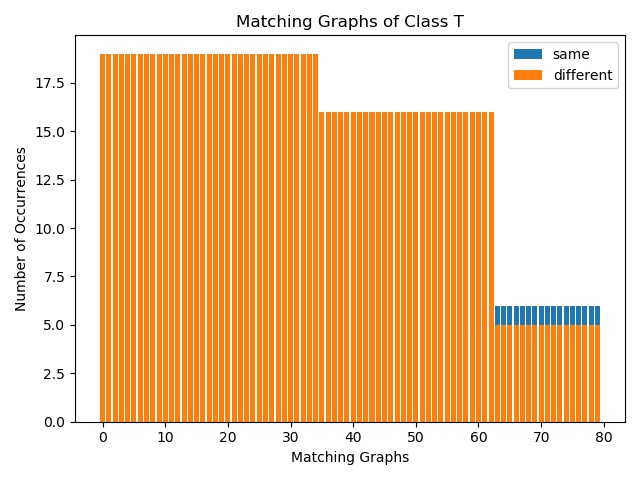 Matching Graphs of Class T
same
different
Number of Occurrences
17.5
15.0
12.5
10.0
7.5
5.0
2.5
0.0
0 10 20 30 40 50 60 70 80
Matching Graphs